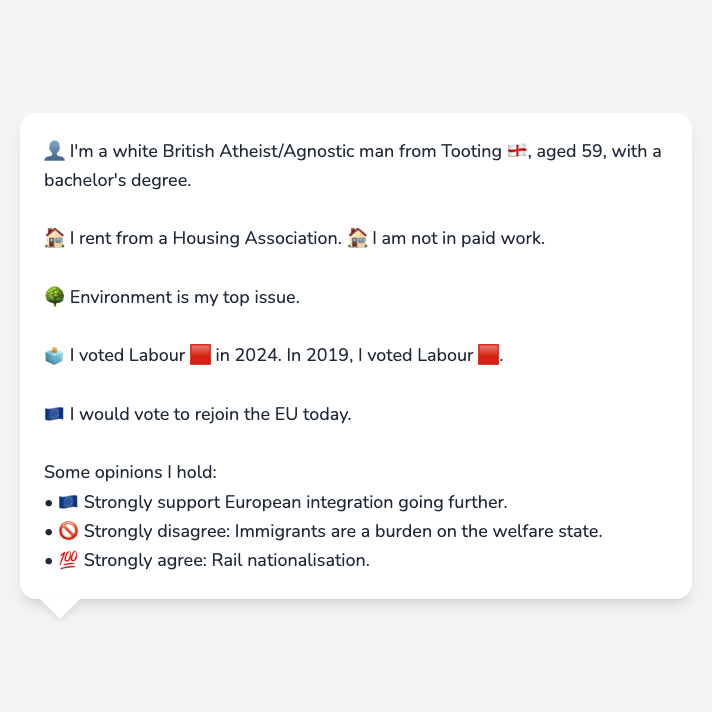 👤 I'm a white British Atheist/Agnostic man from Tooting 🏴󠁧󠁢󠁥󠁮󠁧󠁿, aged 59, with a
bachelor's degree.
🏠 I rent from a Housing Association. 🏠 I am not in paid work.
🌳 Environment is my top issue.
🗳️ I voted Labour 🟥 in 2024. In 2019, I voted Labour 🟥.
🇪🇺 I would vote to rejoin the EU today.
Some opinions I hold:
• 🇪🇺 Strongly support European integration going further.
• 🚫 Strongly disagree: Immigrants are a burden on the welfare state.
• 💯 Strongly agree: Rail nationalisation.